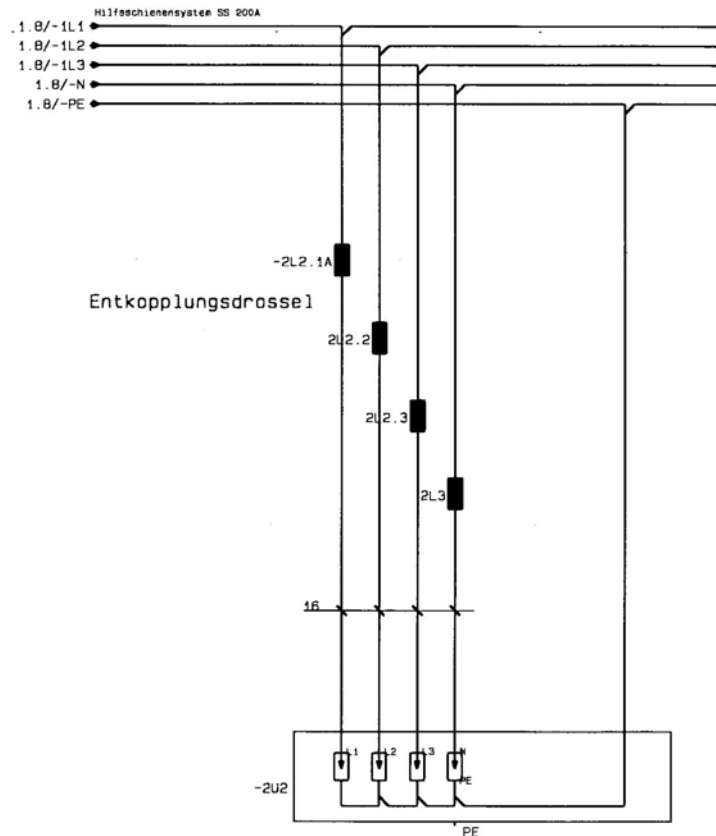 Hilfsschienensystem SS 200A
1.8/-1L1
1.8/-1L2
1.8/-1L3
1.8/-N
1.8/-PE
-2L2.1A
Entkopplungsdrossel
2L2.2
2L2.3
2L3
16
L1 L2 L3 N
PE
-2U2
PE